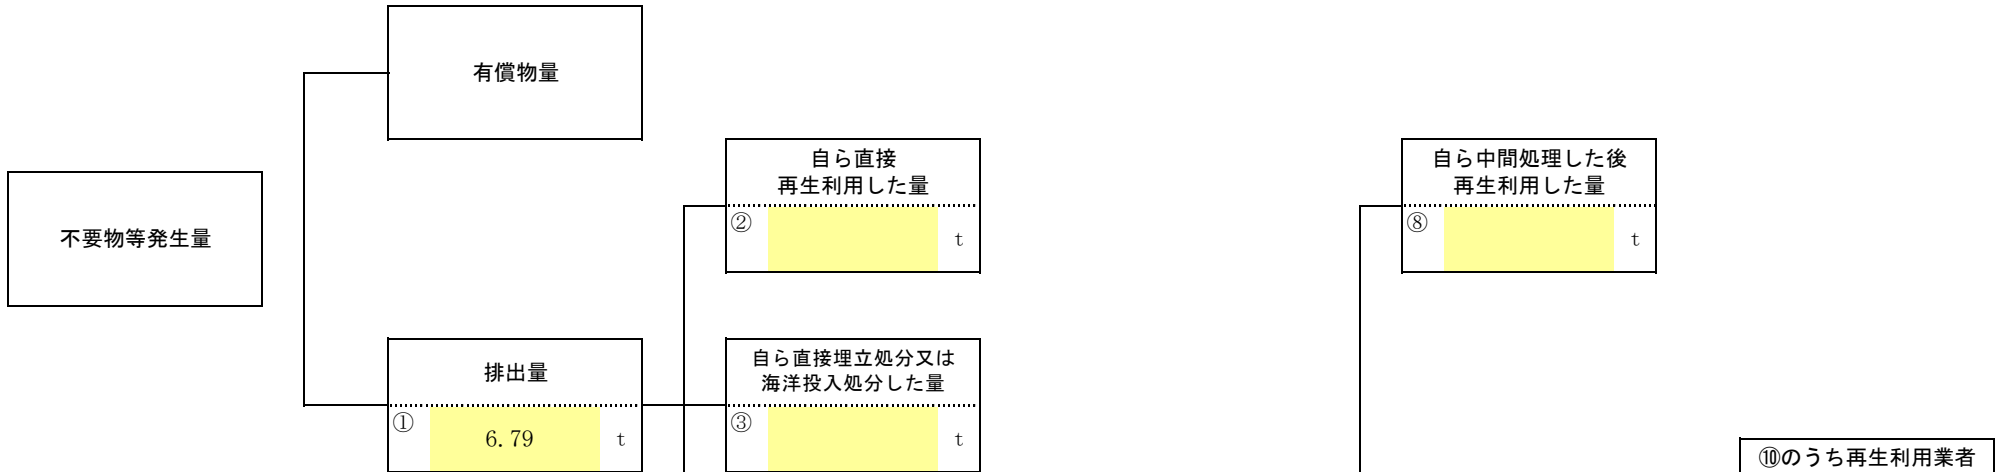 有償物量
自ら直接
再生利用した量
②
t
自ら中間処理した後
再生利用した量
⑧
t
不要物等発生量
排出量
①
6.79
t
自ら直接埋立処分又は
海洋投入処分した量
③
t
⑩のうち再生利用業者